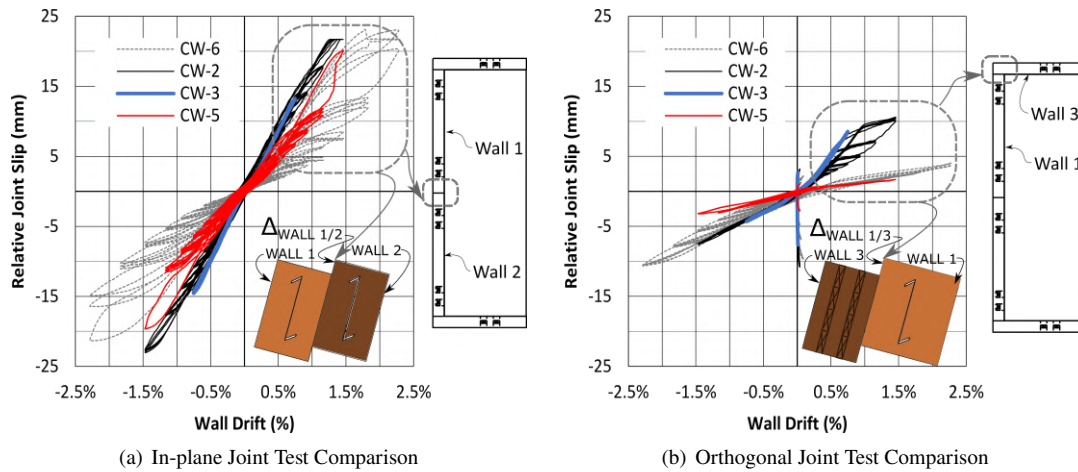 25
15
5
-5
-15
-25
Relative Joint Slip (mm)
CW-6
CW-2
CW-3
CW-5
-2.5%
-1.5%
-0.5%
0.5%
1.5%
2.5%
Wall Drift (%)
Wall 1
Wall 2
Δ WALL 1/2
WALL 1
WALL 2
(a) In-plane Joint Test Comparison
25
15
5
-5
-15
-25
Relative Joint Slip (mm)
CW-6
CW-2
CW-3
CW-5
-2.5%
-1.5%
-0.5%
0.5%
1.5%
2.5%
Wall Drift (%)
Wall 3
Wall 1
Δ WALL 1/3
WALL 3
WALL 1
(b) Orthogonal Joint Test Comparison